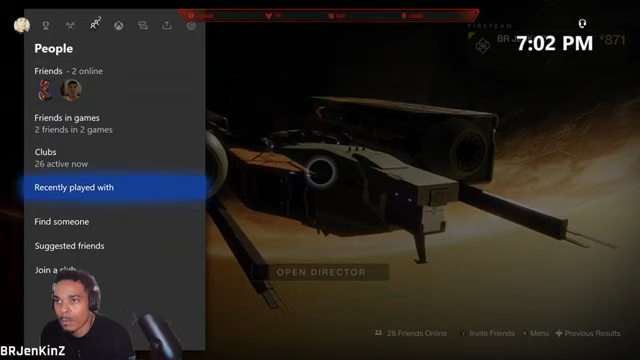 2
7:02 PM
FIRETEAM
871
People
Friends - 2 online
Friends in games
2 friends in 2 games
Clubs
26 active now
Recently played with
Find someone
Suggested friends
Join a club
OPEN DIRECTOR
28 Friends Online
Invite Friends
Menu
Previous Results
BRJenKinZ